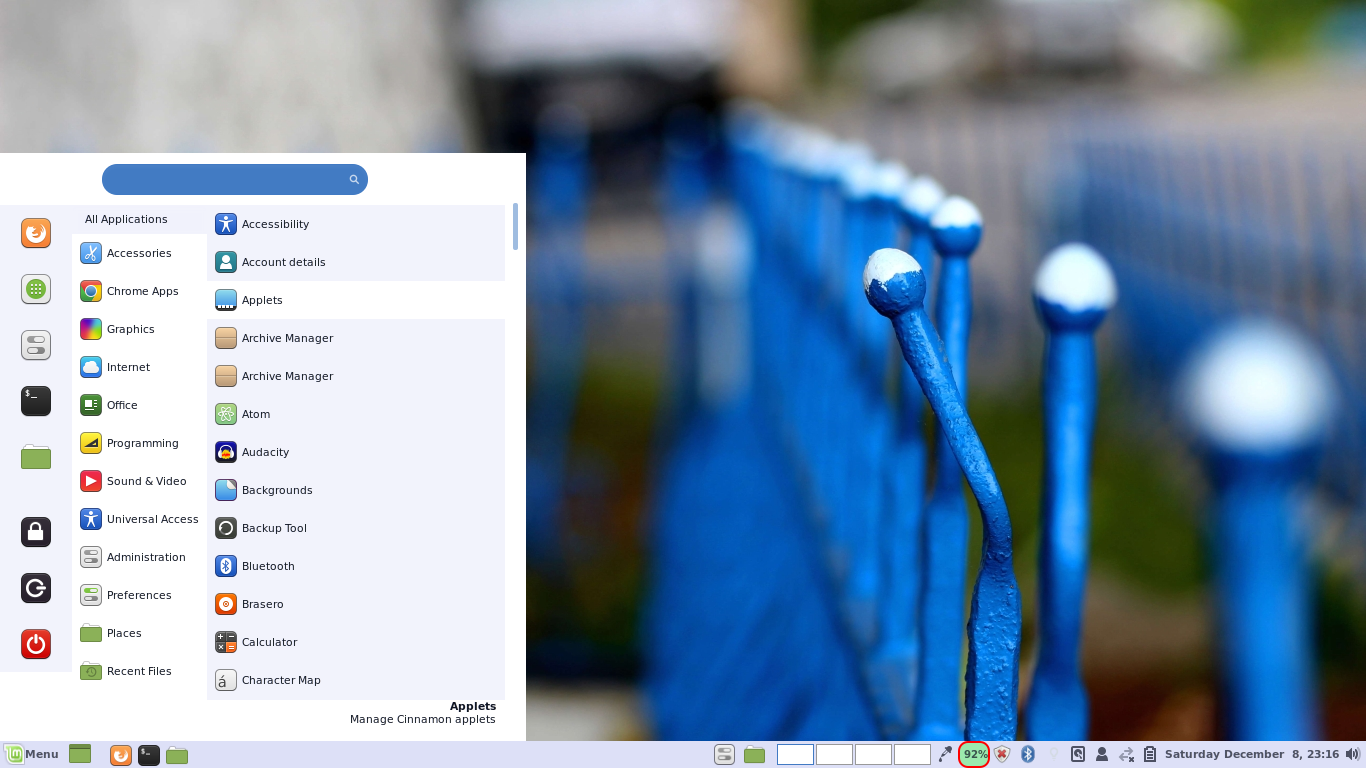 All Applications
Accessories
Chrome Apps
Graphics
Internet
Office
Programming
Sound & Video
Universal Access
Administration
Preferences
Places
Recent Files
Accessibility
Account details
Applets
Archive Manager
Archive Manager
Atom
Audacity
Backgrounds
Backup Tool
Bluetooth
Brasero
Calculator
á Character Map
$_
Applets
Manage Cinnamon applets
Menu
$_
92%
Saturday December 8, 23:16